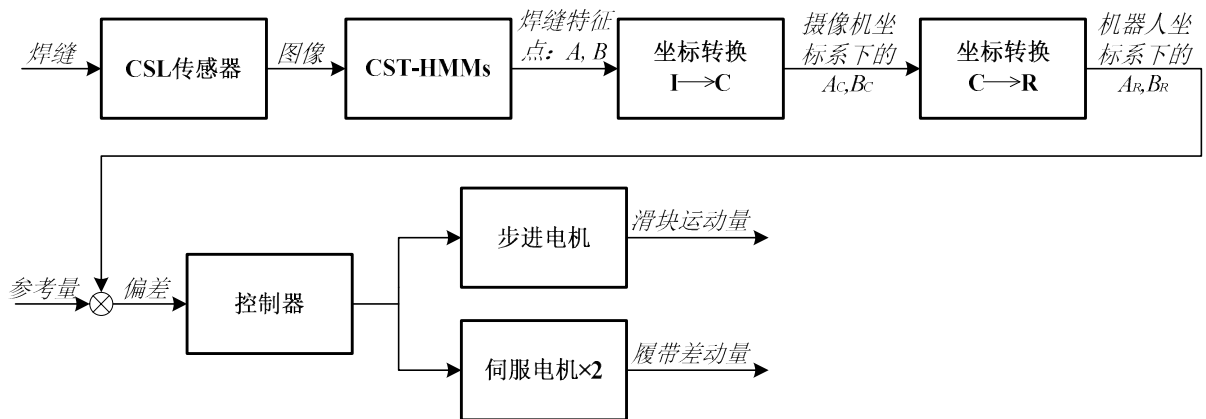 焊缝
CSL传感器
图像
CST-HMMs
焊缝特征
点：A, B
坐标转换
I→C
摄像机坐
标系下的
AC,BC
坐标转换
C→R
机器人坐
标系下的
AR,BR
步进电机
滑块运动量
参考量
偏差
控制器
伺服电机×2
履带差动量